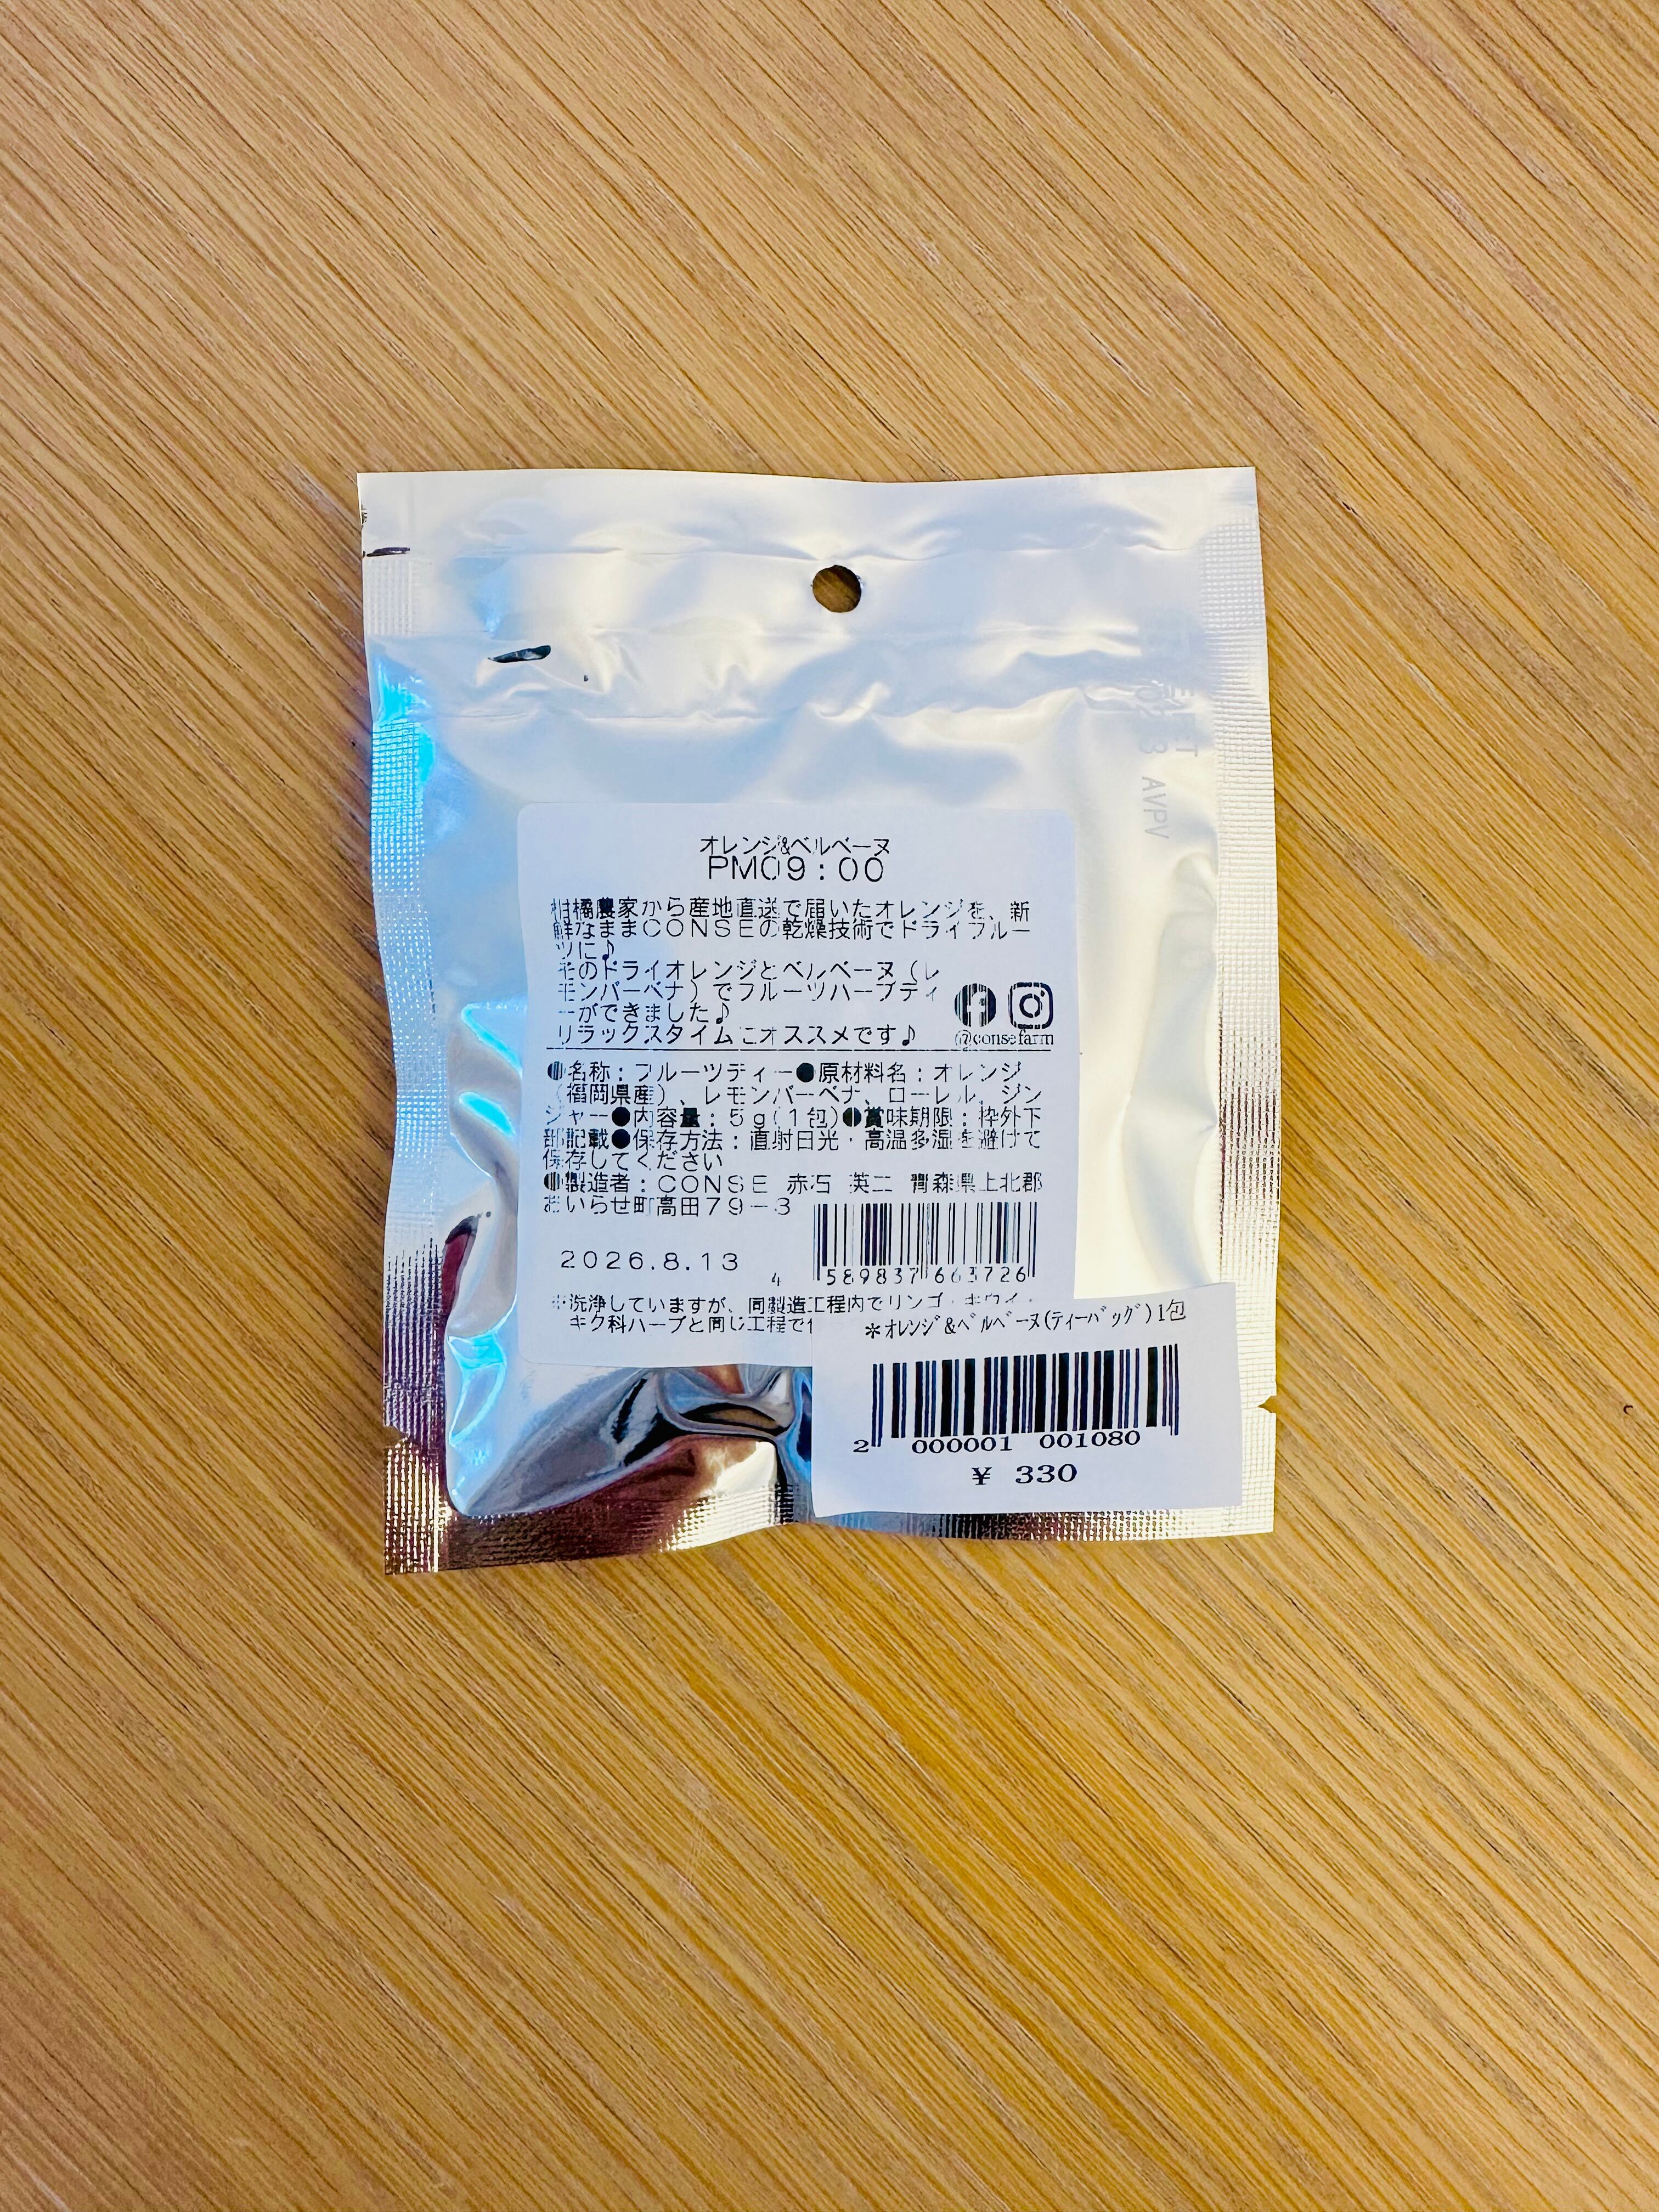 オレンジ&ベルベーヌ
PM09:00
柑橘農家から産地直送で届いたオレンジを、新
鮮なままCONSEの乾燥技術でドライフルー
ツに♪
そのドライオレンジとベルベーヌ(レ
モンバーベナ)でフルーツハーブティ
ーができました♪
リラックスタイムにオススメです♪
@consefarm
●名称:フルーツティー●原材料名:オレンジ
(福岡県産)、レモンバーベナ、ローレル、ジン
ジャー●内容量:5g(1包)●賞味期限:枠外下
部記載●保存方法:直射日光・高温多湿を避けて
保存してください
●製造者:CONSE 赤石 英二 青森県上北郡
おいらせ町高田79-3
2026.8.13
4 589837 663726
※洗浄していますが、同製造工程内でリンゴ・キウイ・
キク科ハーブと同じ工程で
*オレンジ&ベルベーヌ(ティーバッグ)1包
2 000001 001080
¥ 330
AVPV